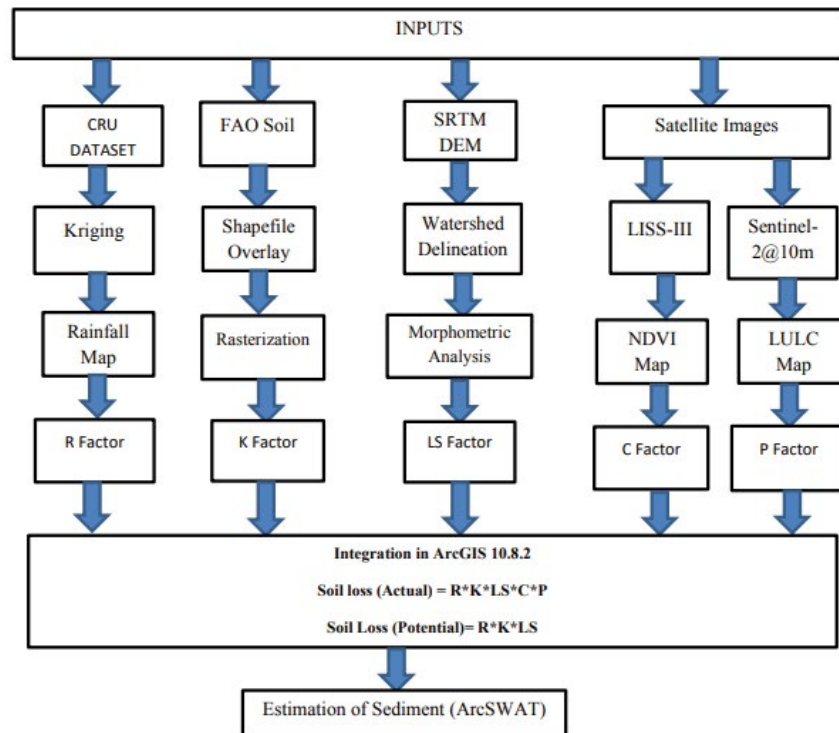 INPUTS
CRU
DATASET
FAO Soil
SRTM
DEM
Satellite Images
Kriging
Shapefile
Overlay
Watershed
Delineation
LISS-III
Sentinel-
2@10m
Rainfall
Map
Rasterization
Morphometric
Analysis
NDVI
Map
LULC
Map
R Factor
K Factor
LS Factor
C Factor
P Factor
Integration in ArcGIS 10.8.2
Soil loss (Actual) = R*K*LS*C*P
Soil Loss (Potential)= R*K*LS
Estimation of Sediment (ArcSWAT)